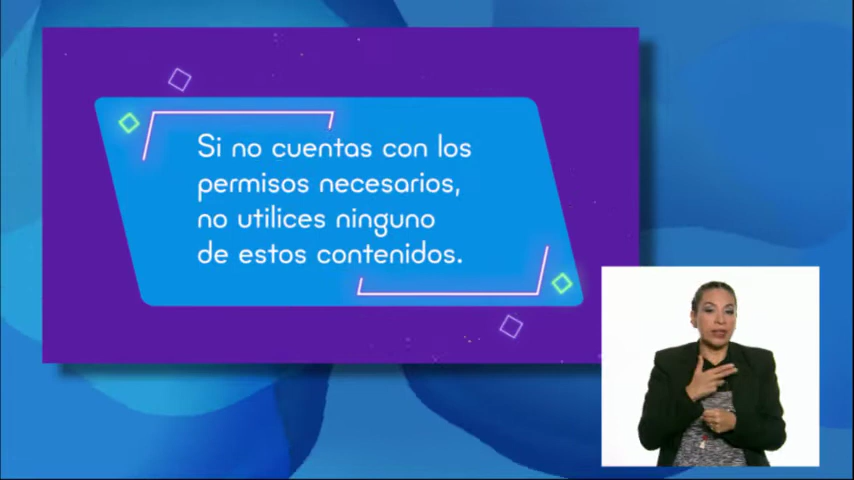 Si no cuentas con los
permisos necesarios,
no utilices ninguno
de estos contenidos.